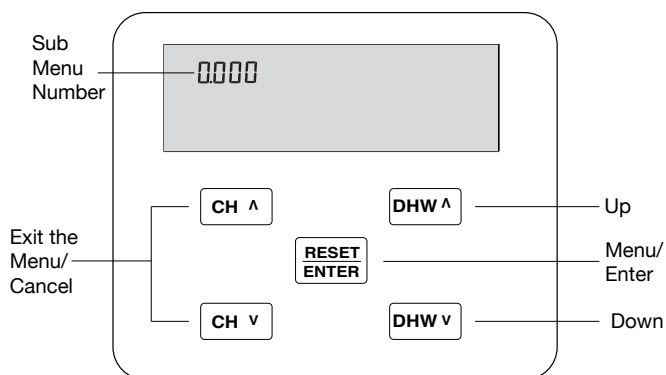 Sub
Menu
Number
0.000
CH ∧
DHW ∧
Up
Exit the
Menu/
Cancel
RESET
ENTER
Menu/
Enter
CH ∨
DHW ∨
Down